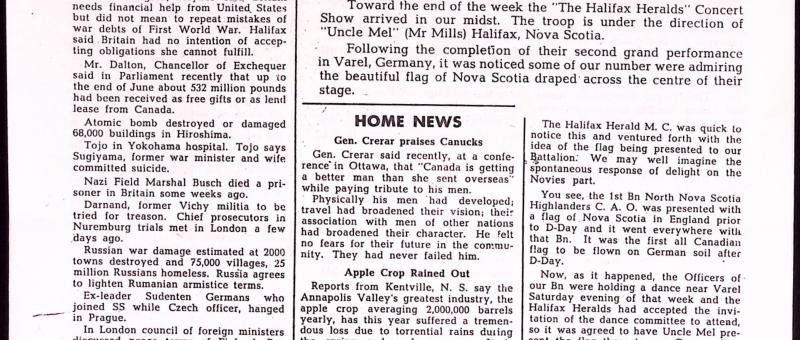 needs financial help from United States
but did not mean to repeat mistakes of
war debts of First World War. Halifax
said Britain had no intention of accep-
ting obligations she cannot fulfill.
Mr. Dalton, Chancellor of Exchequer
said in Parliament recently that up to
the end of June about 532 million pounds
had been received as free gifts or as lend
lease from Canada.
Atomic bomb destroyed or damaged
68,000 buildings in Hiroshima.
Tojo in Yokohama hospital. Tojo says
Sugiyama, former war minister and wife
committed suicide.
Nazi Field Marshal Busch died a pri-
soner in Britain some weeks ago.
Darnand, former Vichy militia to be
tried for treason. Chief prosecutors in
Nuremburg trials met in London a few
days ago.
Russian war damage estimated at 2000
towns destroyed and 75,000 villages, 25
million Russians homeless. Russia agrees
to lighten Rumanian armistice terms.
Ex-leader Sudenten Germans who
joined SS while Czech officer, hanged
in Prague.
In London council of foreign ministers
Toward the end of the week the "The Halifax Heralds" Concert
Show arrived in our midst. The troop is under the direction of
"Uncle Mel" (Mr Mills) Halifax, Nova Scotia.
Following the completion of their second grand performance
in Varel, Germany, it was noticed some of our number were admiring
the beautiful flag of Nova Scotia draped across the centre of their
stage.
HOME NEWS
Gen. Crerar praises Canucks
Gen. Crerar said recently, at a confe-
rence in Ottawa, that "Canada is getting
a better man than she sent overseas"
while paying tribute to his men.
Physically his men had developed;
travel had broadened their vision; their
association with men of other nations
had broadened their character. He felt
no fears for their future in the commu-
nity. They had never failed him.
Apple Crop Rained Out
Reports from Kentville, N. S. say the
Annapolis Valley's greatest industry, the
apple crop averaging 2,000,000 barrels
yearly, has this year suffered a tremen-
dous loss due to torrential rains during
The Halifax Herald M. C. was quick to
notice this and ventured forth with the
idea of the flag being presented to our
Battalion. We may well imagine the
spontaneous response of delight on the
Novies part.
You see, the 1st Bn North Nova Scotia
Highlanders C. A. O. was presented with
a flag of Nova Scotia in England prior
to D-Day and it went everywhere with
that Bn. It was the first all Canadian
flag to be flown on German soil after
D-Day.
Now, as it happened, the Officers of
our Bn were holding a dance near Varel
Saturday evening of that week and the
Halifax Heralds had accepted the invi-
tation of the dance committee to attend,
so it was agreed to have Uncle Mel pre-